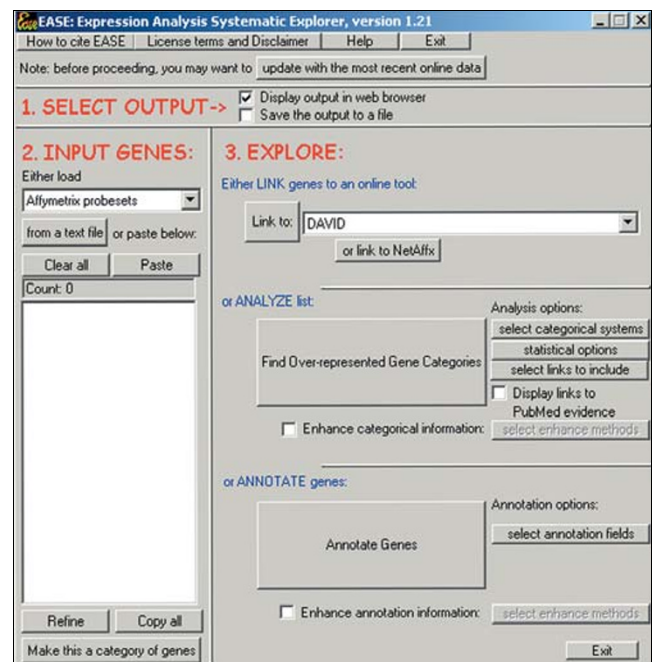 EASE: Expression Analysis Systematic Explorer, version 1.21
How to cite EASE License terms and Disclaimer Help Exit
Note: before proceeding, you may want to update with the most recent online data
1. SELECT OUTPUT->
Display output in web browser
Save the output to a file
2. INPUT GENES:
Either load
Affymetrix probesets
from a text file or paste below:
Clear all Paste
Count: 0
Refine Copy all
Make this a category of genes
3. EXPLORE:
Either LINK genes to an online tool:
Link to: DAVID
or link to NetAffx
or ANALYZE list:
Find Over-represented Gene Categories
Analysis options:
select categorical systems
statistical options
select links to include
Display links to
PubMed evidence
Enhance categorical information: select enhance methods
or ANNOTATE genes:
Annotate Genes
Annotation options:
select annotation fields
Enhance annotation information: select enhance methods
Exit